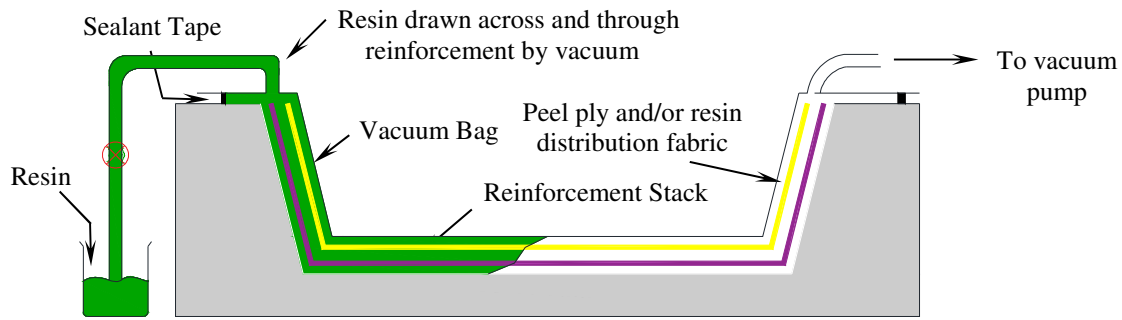 Sealant Tape
Resin drawn across and through
reinforcement by vacuum
To vacuum
pump
Peel ply and/or resin
distribution fabric
Vacuum Bag
Resin
Reinforcement Stack